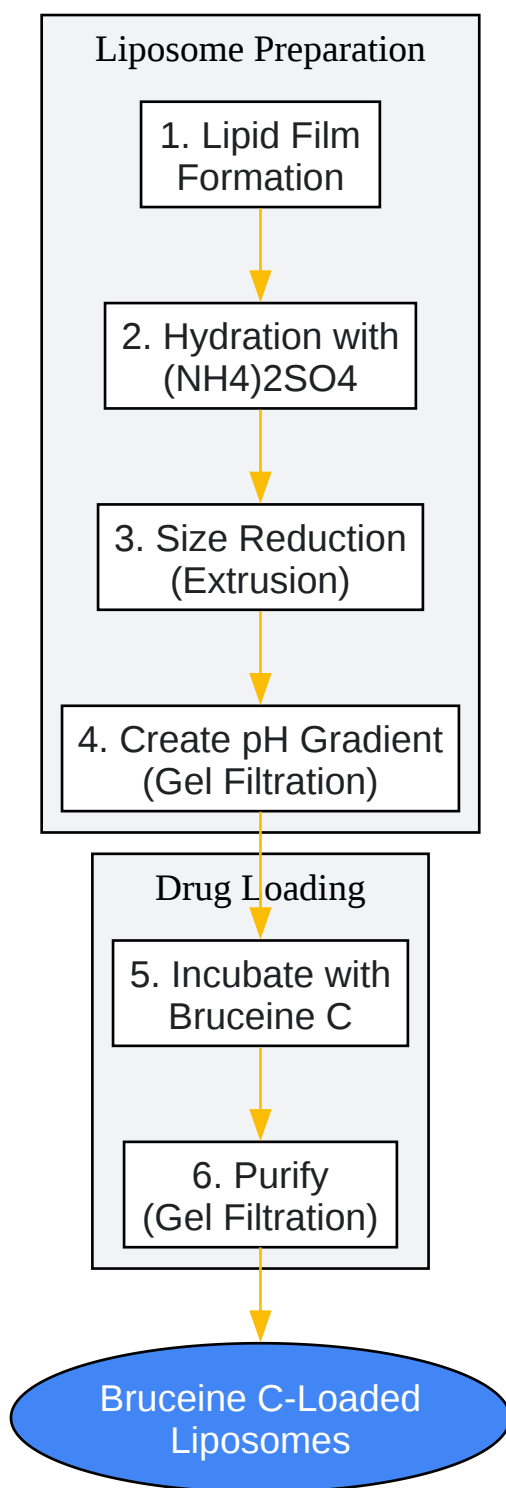 Liposome Preparation
1. Lipid Film
Formation
2. Hydration with
(NH4)2SO4
3. Size Reduction
(Extrusion)
4. Create pH Gradient
(Gel Filtration)
Drug Loading
5. Incubate with
Bruceine C
6. Purify
(Gel Filtration)
Bruceine C-Loaded
Liposomes